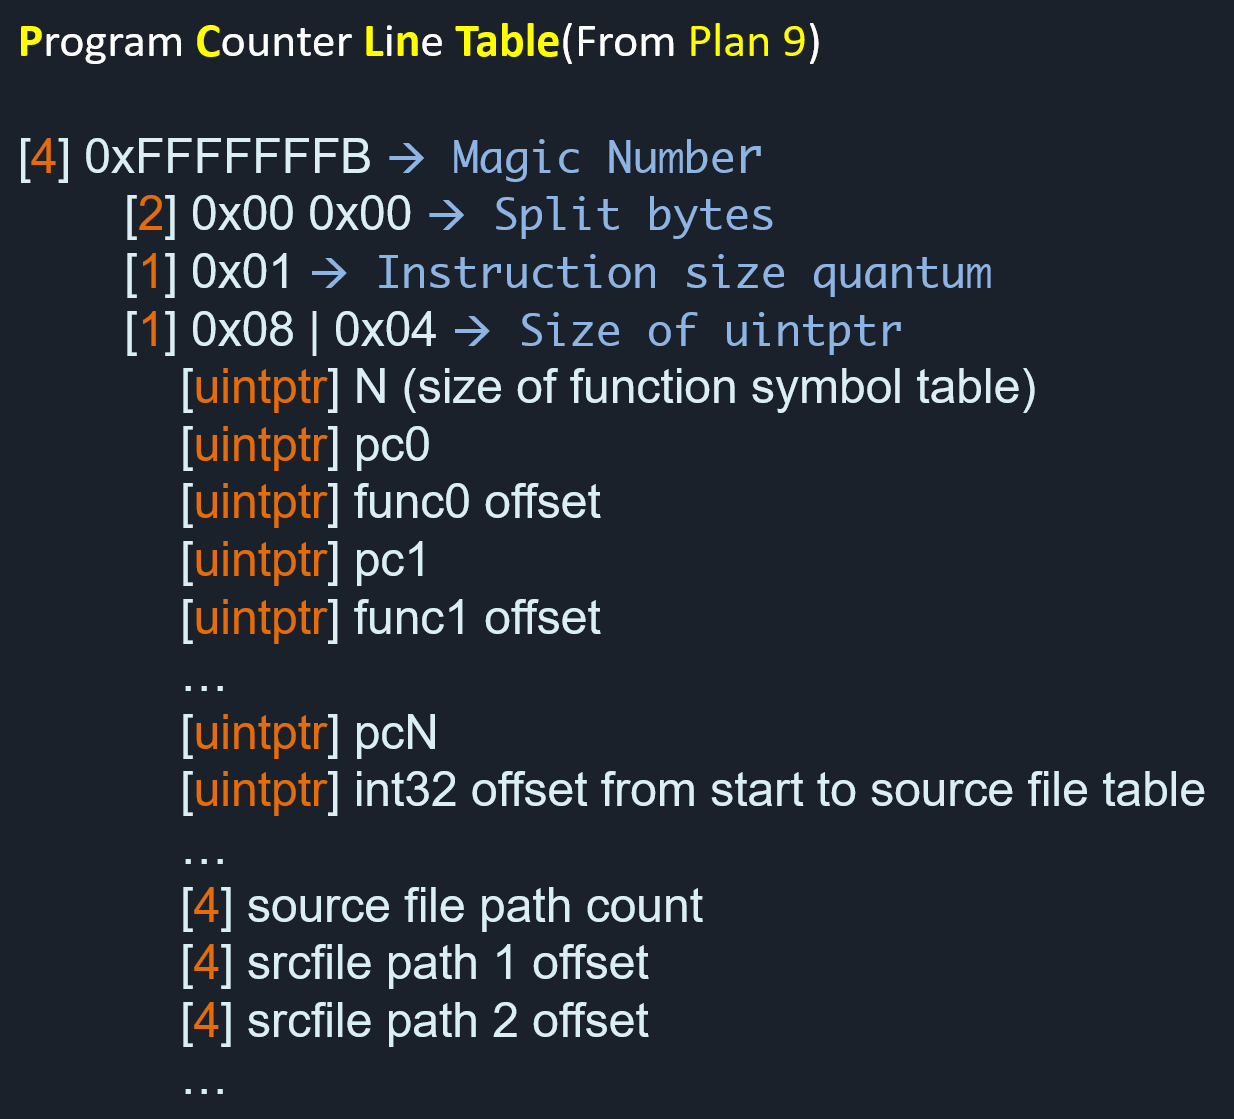 Program Counter Line Table(From Plan 9)
[4] 0xFFFFFFFB → Magic Number
[2] 0x00 0x00 → Split bytes
[1] 0x01 → Instruction size quantum
[1] 0x08 | 0x04 → Size of uintptr
[uintptr] N (size of function symbol table)
[uintptr] pc0
[uintptr] func0 offset
[uintptr] pc1
[uintptr] func1 offset
…
[uintptr] pcN
[uintptr] int32 offset from start to source file table
…
[4] source file path count
[4] srcfile path 1 offset
[4] srcfile path 2 offset
…